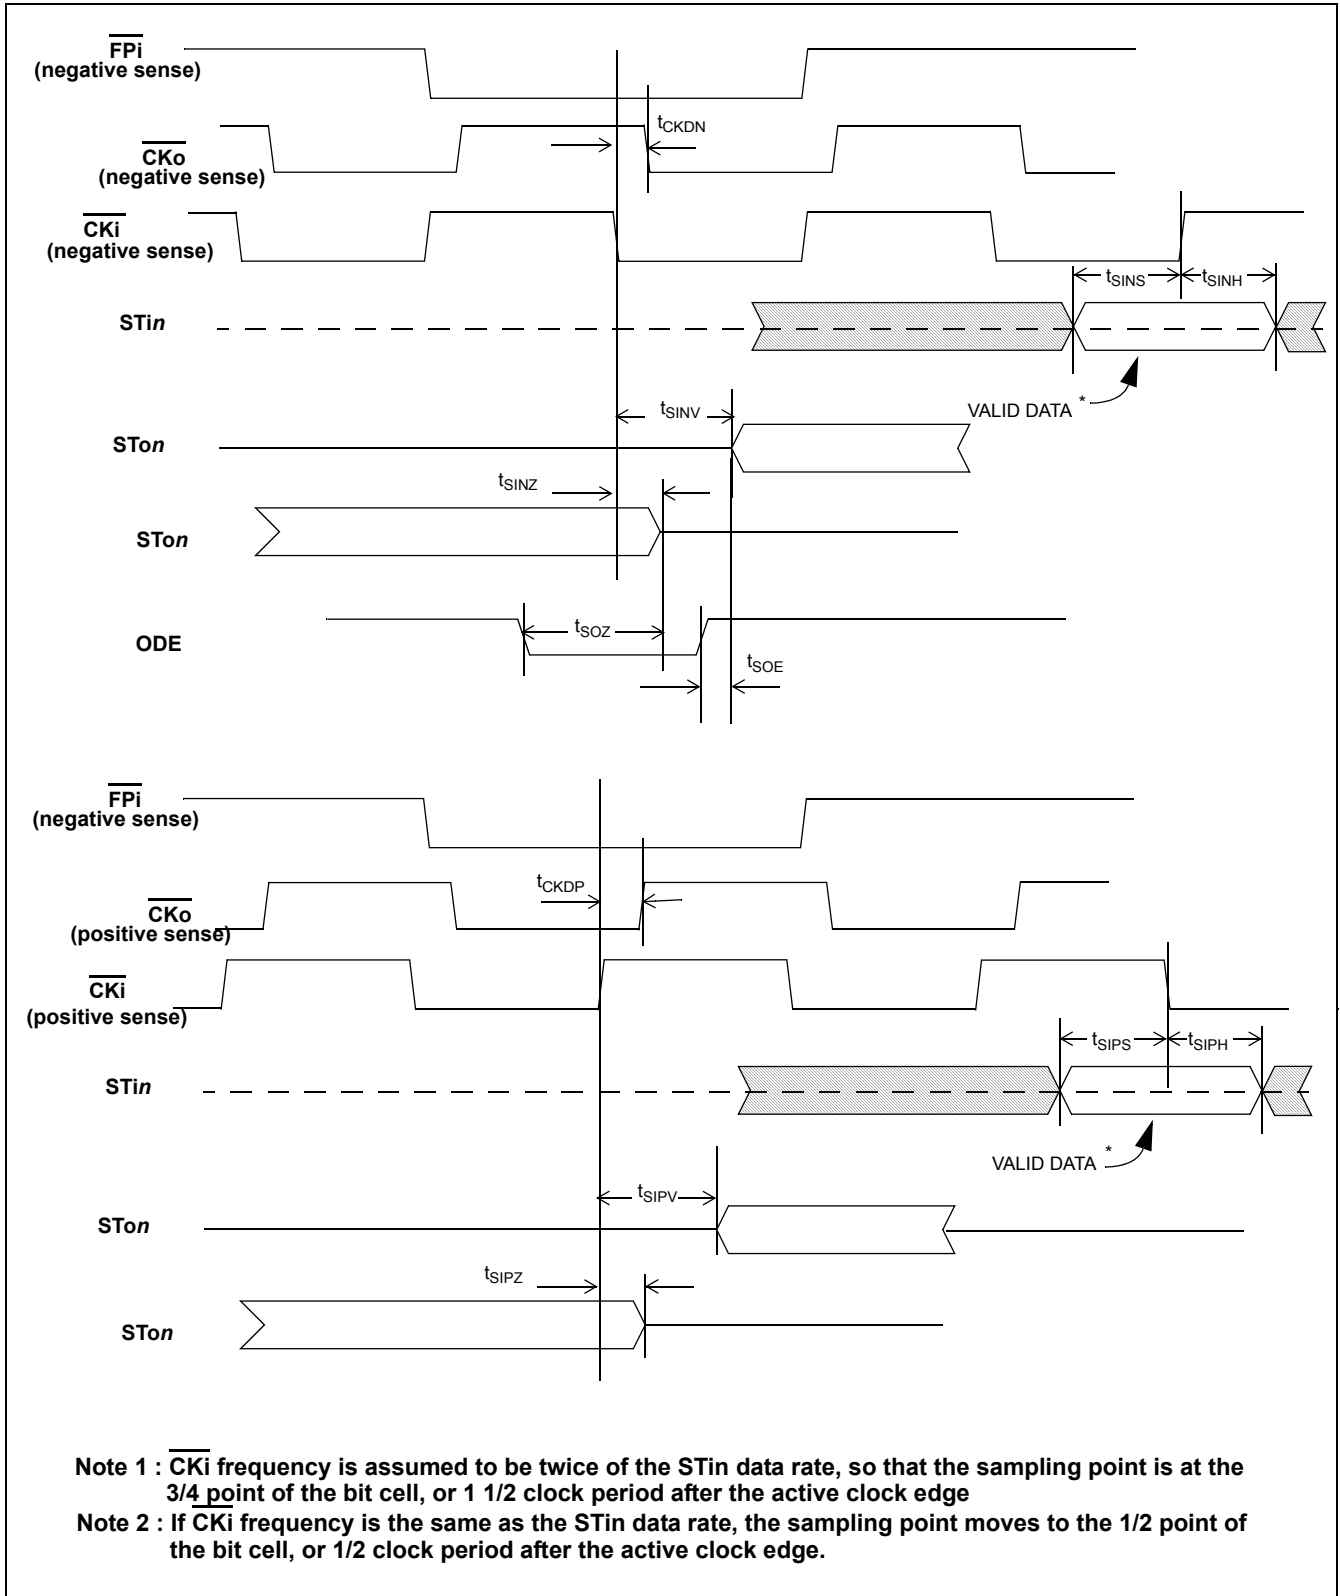 FPi
(negative sense)
tCKDN
CKo
(negative sense)
CKi
(negative sense)
tSINS
tSINH
STin
tSINV
VALID DATA *
STon
tSINZ
STon
tSOZ
ODE
tSOE
FPi
(negative sense)
tCKDP
CKo
(positive sense)
CKi
(positive sense)
tSIPS
tSIPH
STin
VALID DATA *
tSIPV
STon
tSIPZ
STon
Note 1 : CKi frequency is assumed to be twice of the STin data rate, so that the sampling point is at the
3/4 point of the bit cell, or 1 1/2 clock period after the active clock edge
Note 2 : If CKi frequency is the same as the STin data rate, the sampling point moves to the 1/2 point of
the bit cell, or 1/2 clock period after the active clock edge.